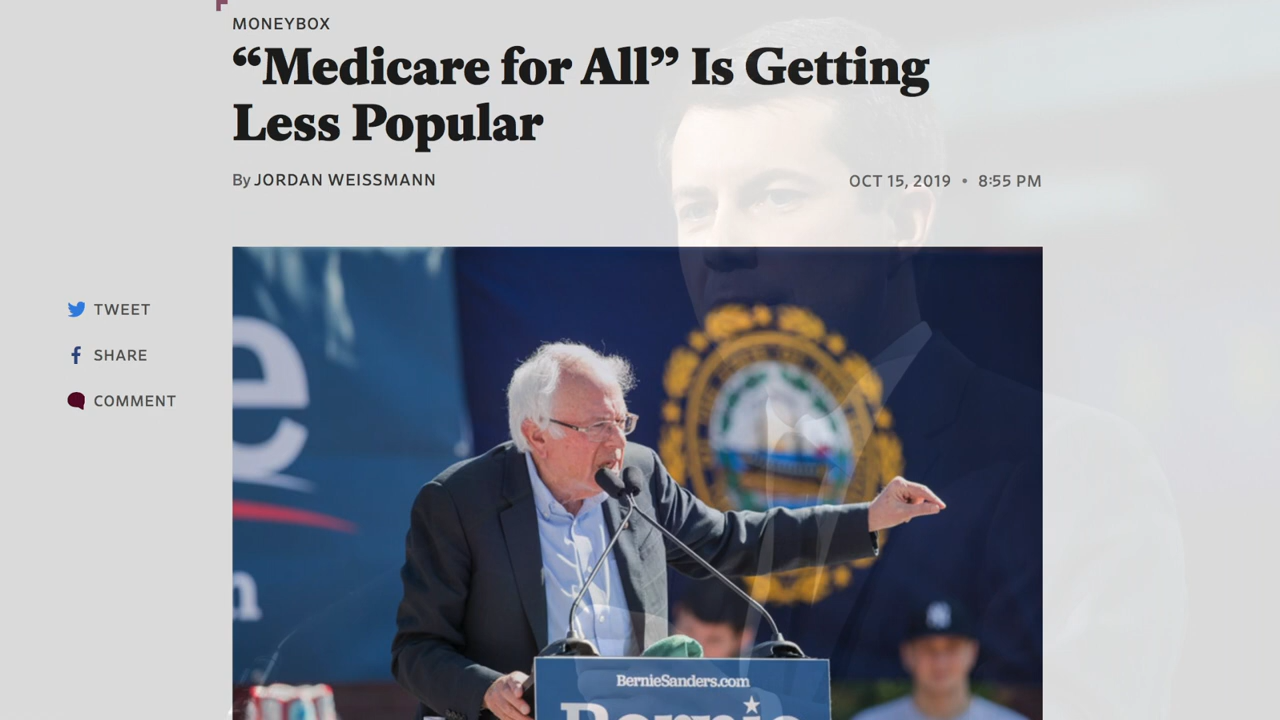 MONEYBOX
“Medicare for All” Is Getting
Less Popular
By JORDAN WEISSMANN
OCT 15, 2019 • 8:55 PM
TWEET
SHARE
COMMENT
e
n
BernieSanders.com
Bernie